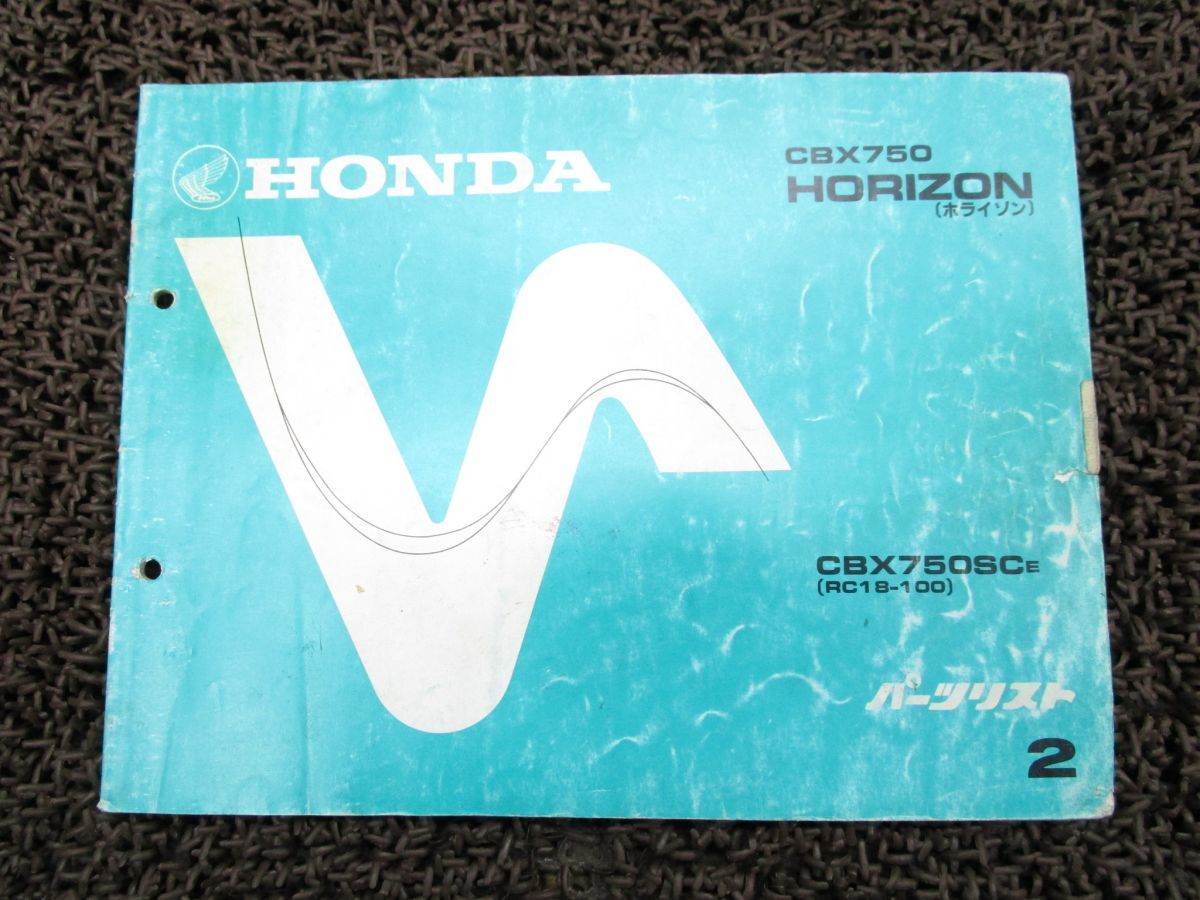 HONDA
CBX750
HORIZON
(ホライゾン)
CBX750SCE
(RC18-100)
パーツリスト
2